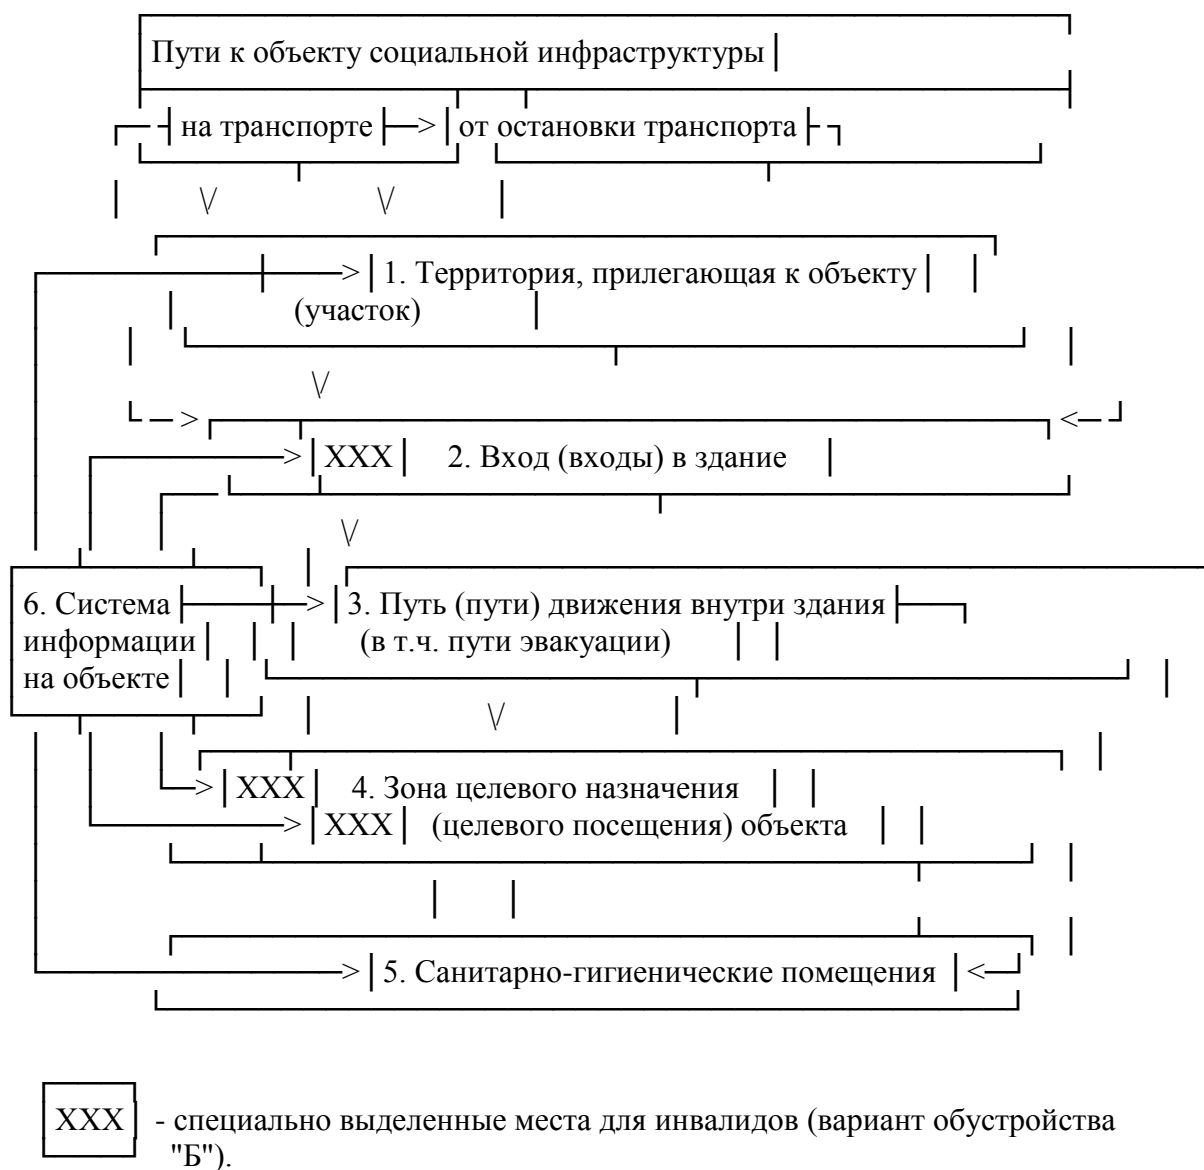 Пути к объекту социальной инфраструктуры
на транспорте от остановки транспорта
1. Территория, прилегающая к объекту
(участок)
XXX 2. Вход (входы) в здание
6. Система 3. Путь (пути) движения внутри здания
информации (в т.ч. пути эвакуации)
на объекте
XXX 4. Зона целевого назначения
XXX (целевого посещения) объекта
5. Санитарно-гигиенические помещения
XXX - специально выделенные места для инвалидов (вариант обустройства
"Б").